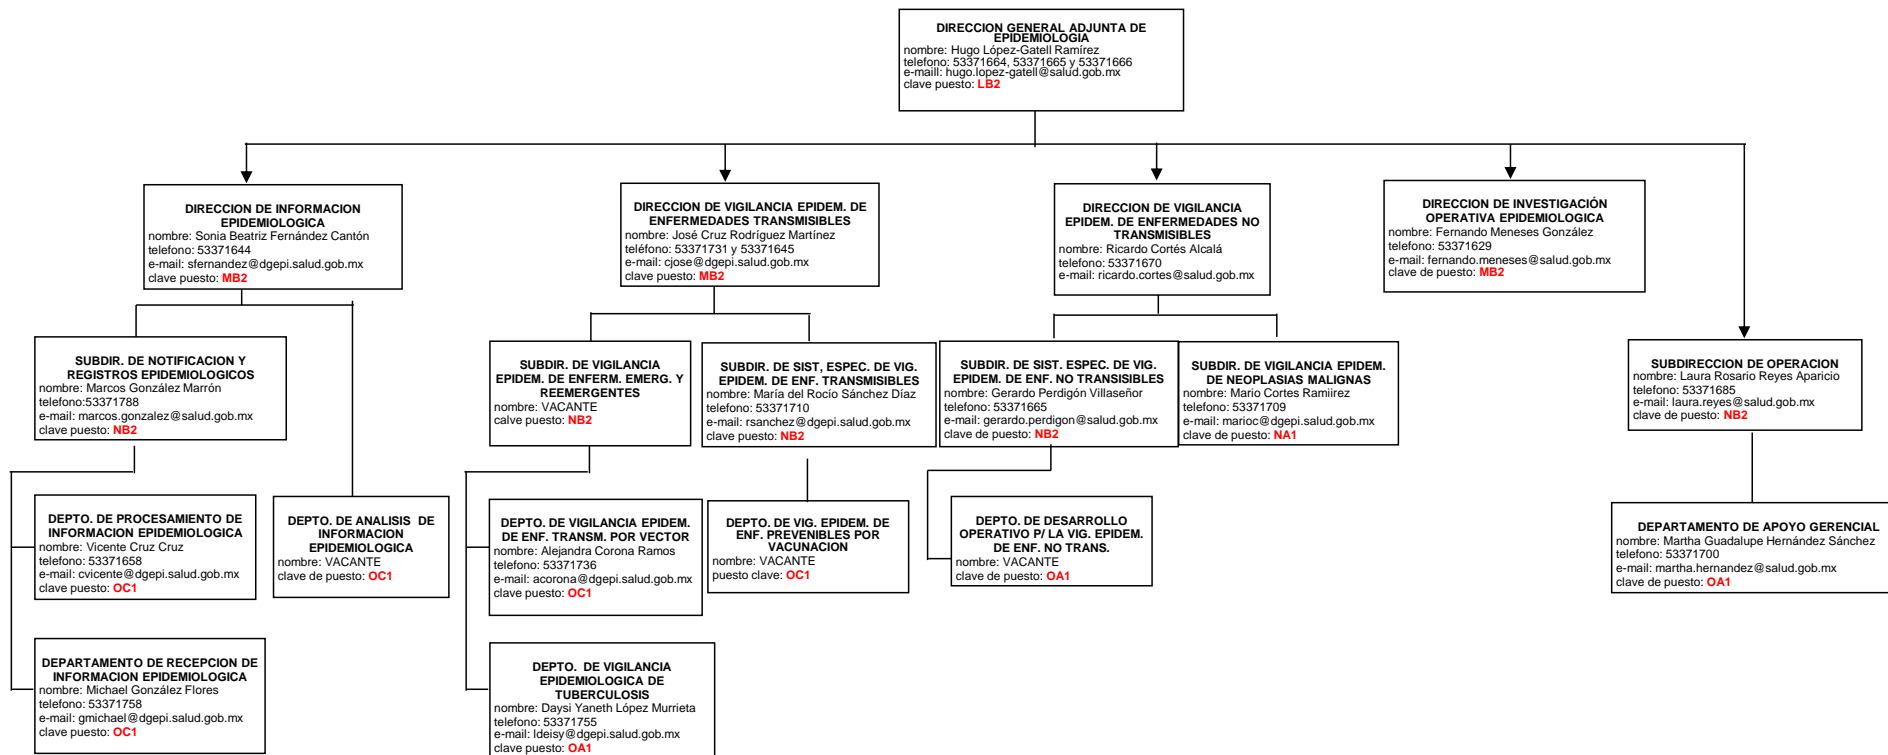 DIRECCION GENERAL ADJUNTA DE
EPIDEMIOLOGÍA
nombre: Hugo López-Gatell Ramírez
telefono: 53371664, 53371665 y 53371666
e-maill: hugo.lopez-gatell@salud.gob.mx
clave puesto: LB2
DIRECCION DE INFORMACION
EPIDEMIOLOGICA
nombre: Sonia Beatriz Fernández Cantón
telefono: 53371644
e-mail: sfernandez@dgepi.salud.gob.mx
clave puesto: MB2
DIRECCION DE VIGILANCIA EPIDEM. DE
ENFERMEDADES TRANSMISIBLES
nombre: José Cruz Rodríguez Martínez
teléfono: 53371731 y 53371645
e-mail: cjose@dgepi.salud.gob.mx
clave puesto: MB2
DIRECCION DE VIGILANCIA
EPIDEM. DE ENFERMEDADES NO
TRANSMISIBLES
nombre: Ricardo Cortés Alcalá
telefono: 53371670
e-mail: ricardo.cortes@salud.gob.mx
DIRECCION DE INVESTIGACIÓN
OPERATIVA EPIDEMIOLOGICA
nombre: Fernando Meneses González
telefono: 53371629
e-mail: fernando.meneses@salud.gob.mx
clave de puesto: MB2
SUBDIR. DE NOTIFICACION Y
REGISTROS EPIDEMIOLOGICOS
nombre: Marcos González Marrón
telefono:53371788
e-mail: marcos.gonzalez@salud.gob.mx
clave puesto: NB2
SUBDIR. DE VIGILANCIA
EPIDEM. DE ENFERM. EMERG. Y
REEMERGENTES
nombre: VACANTE
calve puesto: NB2
SUBDIR. DE SIST, ESPEC. DE VIG.
EPIDEM. DE ENF. TRANSMISIBLES
nombre: María del Rocío Sánchez Díaz
telefono: 53371710
e-mail: rsanchez@dgepi.salud.gob.mx
clave puesto: NB2
SUBDIR. DE SIST. ESPEC. DE VIG.
EPIDEM. DE ENF. NO TRANSISIBLES
nombre: Gerardo Perdigón Villaseñor
telefono: 53371665
e-mail: gerardo.perdigon@salud.gob.mx
clave de puesto: NB2
SUBDIR. DE VIGILANCIA EPIDEM.
DE NEOPLASIAS MALIGNAS
nombre: Mario Cortes Ramiirez
telefono: 53371709
e-mail: marioc@dgepi.salud.gob.mx
clave de puesto: NA1
SUBDIRECCION DE OPERACION
nombre: Laura Rosario Reyes Aparicio
telefono: 53371685
e-mail: laura.reyes@salud.gob.mx
clave de puesto: NB2
DEPTO. DE PROCESAMIENTO DE
INFORMACION EPIDEMIOLOGICA
nombre: Vicente Cruz Cruz
telefono: 53371658
e-mail: cvicente@dgepi.salud.gob.mx
clave puesto: OC1
DEPTO. DE ANALISIS DE
INFORMACION
EPIDEMIOLOGICA
nombre: VACANTE
clave de puesto: OC1
DEPTO. DE VIGILANCIA EPIDEM.
DE ENF. TRANSM. POR VECTOR
nombre: Alejandra Corona Ramos
telefono: 53371736
e-mail: acorona@dgepi.salud.gob.mx
clave puesto: OC1
DEPTO. DE VIG. EPIDEM. DE
ENF. PREVENIBLES POR
VACUNACION
nombre: VACANTE
puesto clave: OC1
DEPTO. DE DESARROLLO
OPERATIVO P/ LA VIG. EPIDEM.
DE ENF. NO TRANS.
nombre: VACANTE
clave de puesto: OA1
DEPARTAMENTO DE APOYO GERENCIAL
nombre: Martha Guadalupe Hernández Sánchez
telefono: 53371700
e-mail: martha.hernandez@salud.gob.mx
clave de puesto: OA1
DEPARTAMENTO DE RECEPCION DE
INFORMACION EPIDEMIOLOGICA
nombre: Michael González Flores
telefono: 53371758
e-mail: gmichael@dgepi.salud.gob.mx
clave puesto: OC1
DEPTO. DE VIGILANCIA
EPIDEMIOLOGICA DE
TUBERCULOSIS
nombre: Daysi Yaneth López Murrieta
telefono: 53371755
e-mail: ldeisy@dgepi.salud.gob.mx
clave puesto: OA1